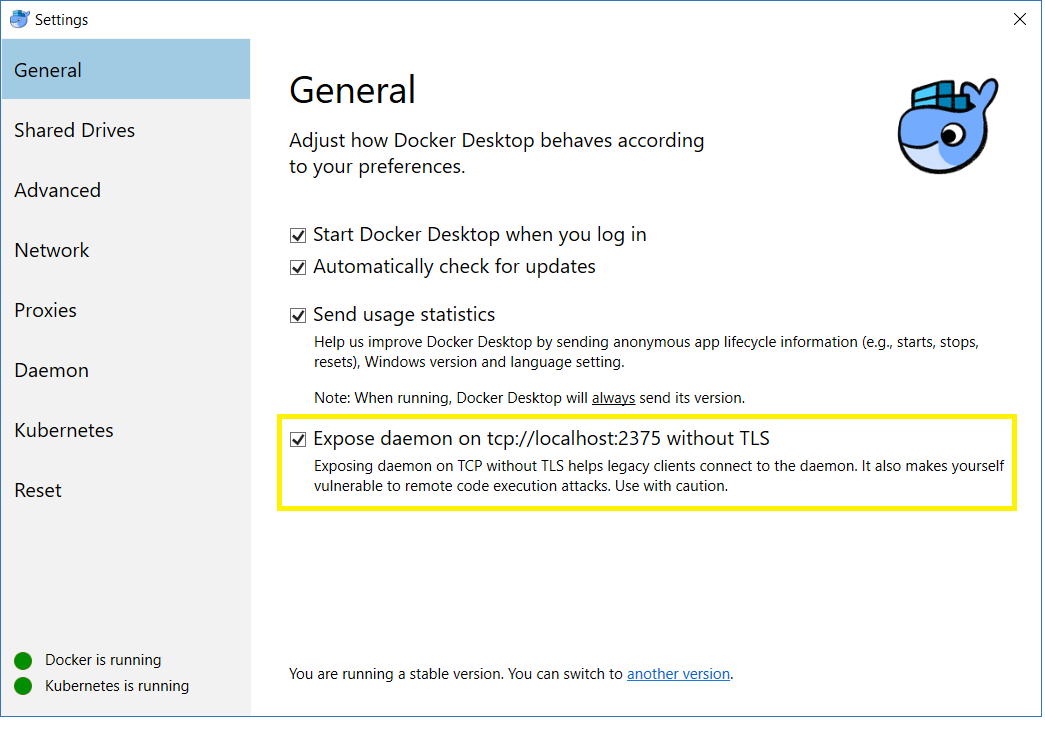 Settings
General
Shared Drives
Advanced
Network
Proxies
Daemon
Kubernetes
Reset
Docker is running
Kubernetes is running
General
Adjust how Docker Desktop behaves according
to your preferences.
Start Docker Desktop when you log in
Automatically check for updates
Send usage statistics
Help us improve Docker Desktop by sending anonymous app lifecycle information (e.g., starts, stops,
resets), Windows version and language setting.
Note: When running, Docker Desktop will always send its version.
Expose daemon on tcp://localhost:2375 without TLS
Exposing daemon on TCP without TLS helps legacy clients connect to the daemon. It also makes yourself
vulnerable to remote code execution attacks. Use with caution.
You are running a stable version. You can switch to another version.